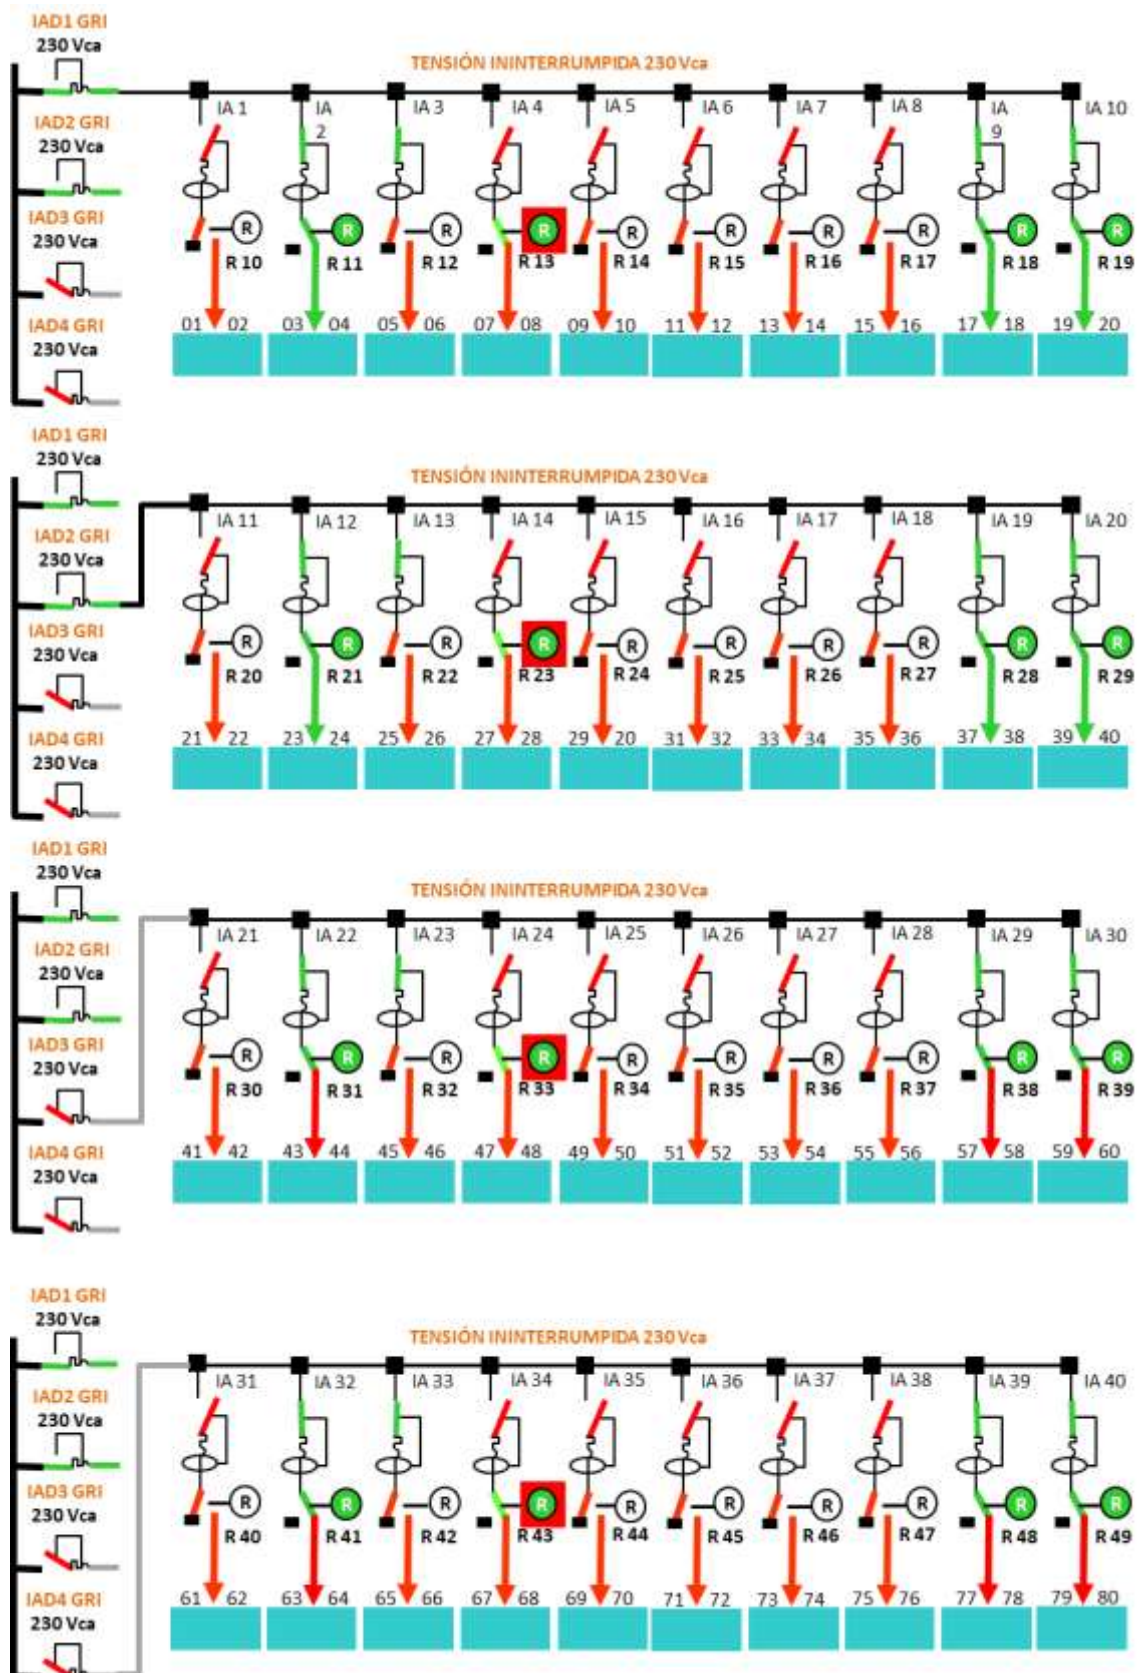 IAD1 GRI
230 Vca
TENSIÓN ININTERRUMPIDA 230 Vca
IA 1 IA 2 IA 3 IA 4 IA 5 IA 6 IA 7 IA 8 IA 9 IA 10
IAD2 GRI
230 Vca
IAD3 GRI
230 Vca
R R R R R R R R R R
R 10 R 11 R 12 R 13 R 14 R 15 R 16 R 17 R 18 R 19
IAD4 GRI
230 Vca
01 02 03 04 05 06 07 08 09 10 11 12 13 14 15 16 17 18 19 20
IAD1 GRI
230 Vca
TENSIÓN ININTERRUMPIDA 230 Vca
IA 11 IA 12 IA 13 IA 14 IA 15 IA 16 IA 17 IA 18 IA 19 IA 20
IAD2 GRI
230 Vca
IAD3 GRI
230 Vca
R R R R R R R R R R
R 20 R 21 R 22 R 23 R 24 R 25 R 26 R 27 R 28 R 29
IAD4 GRI
230 Vca
21 22 23 24 25 26 27 28 29 20 31 32 33 34 35 36 37 38 39 40
IAD1 GRI
230 Vca
TENSIÓN ININTERRUMPIDA 230 Vca
IA 21 IA 22 IA 23 IA 24 IA 25 IA 26 IA 27 IA 28 IA 29 IA 30
IAD2 GRI
230 Vca
IAD3 GRI
230 Vca
R R R R R R R R R R
R 30 R 31 R 32 R 33 R 34 R 35 R 36 R 37 R 38 R 39
IAD4 GRI
230 Vca
41 42 43 44 45 46 47 48 49 50 51 52 53 54 55 56 57 58 59 60
IAD1 GRI
230 Vca
TENSIÓN ININTERRUMPIDA 230 Vca
IA 31 IA 32 IA 33 IA 34 IA 35 IA 36 IA 37 IA 38 IA 39 IA 40
IAD2 GRI
230 Vca
IAD3 GRI
230 Vca
R R R R R R R R R R
R 40 R 41 R 42 R 43 R 44 R 45 R 46 R 47 R 48 R 49
IAD4 GRI
230 Vca
61 62 63 64 65 66 67 68 69 70 71 72 73 74 75 76 77 78 79 80